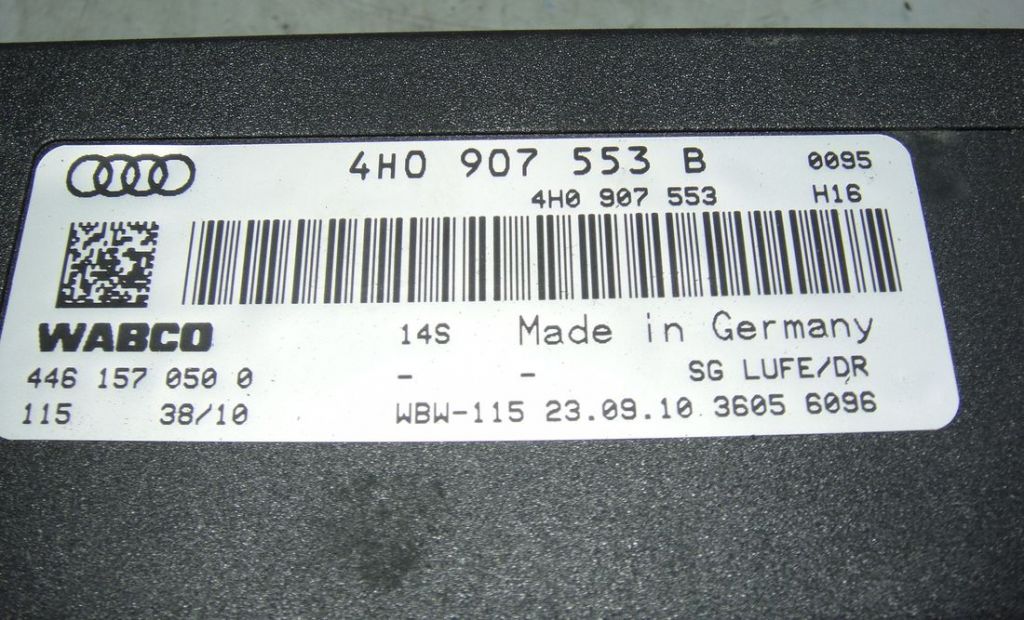 4H0 907 553 B 0095
4H0 907 553 H16
WABCO 14S Made in Germany
446 157 050 0 - - SG LUFE/DR
115 38/10 WBW-115 23.09.10 3605 6096